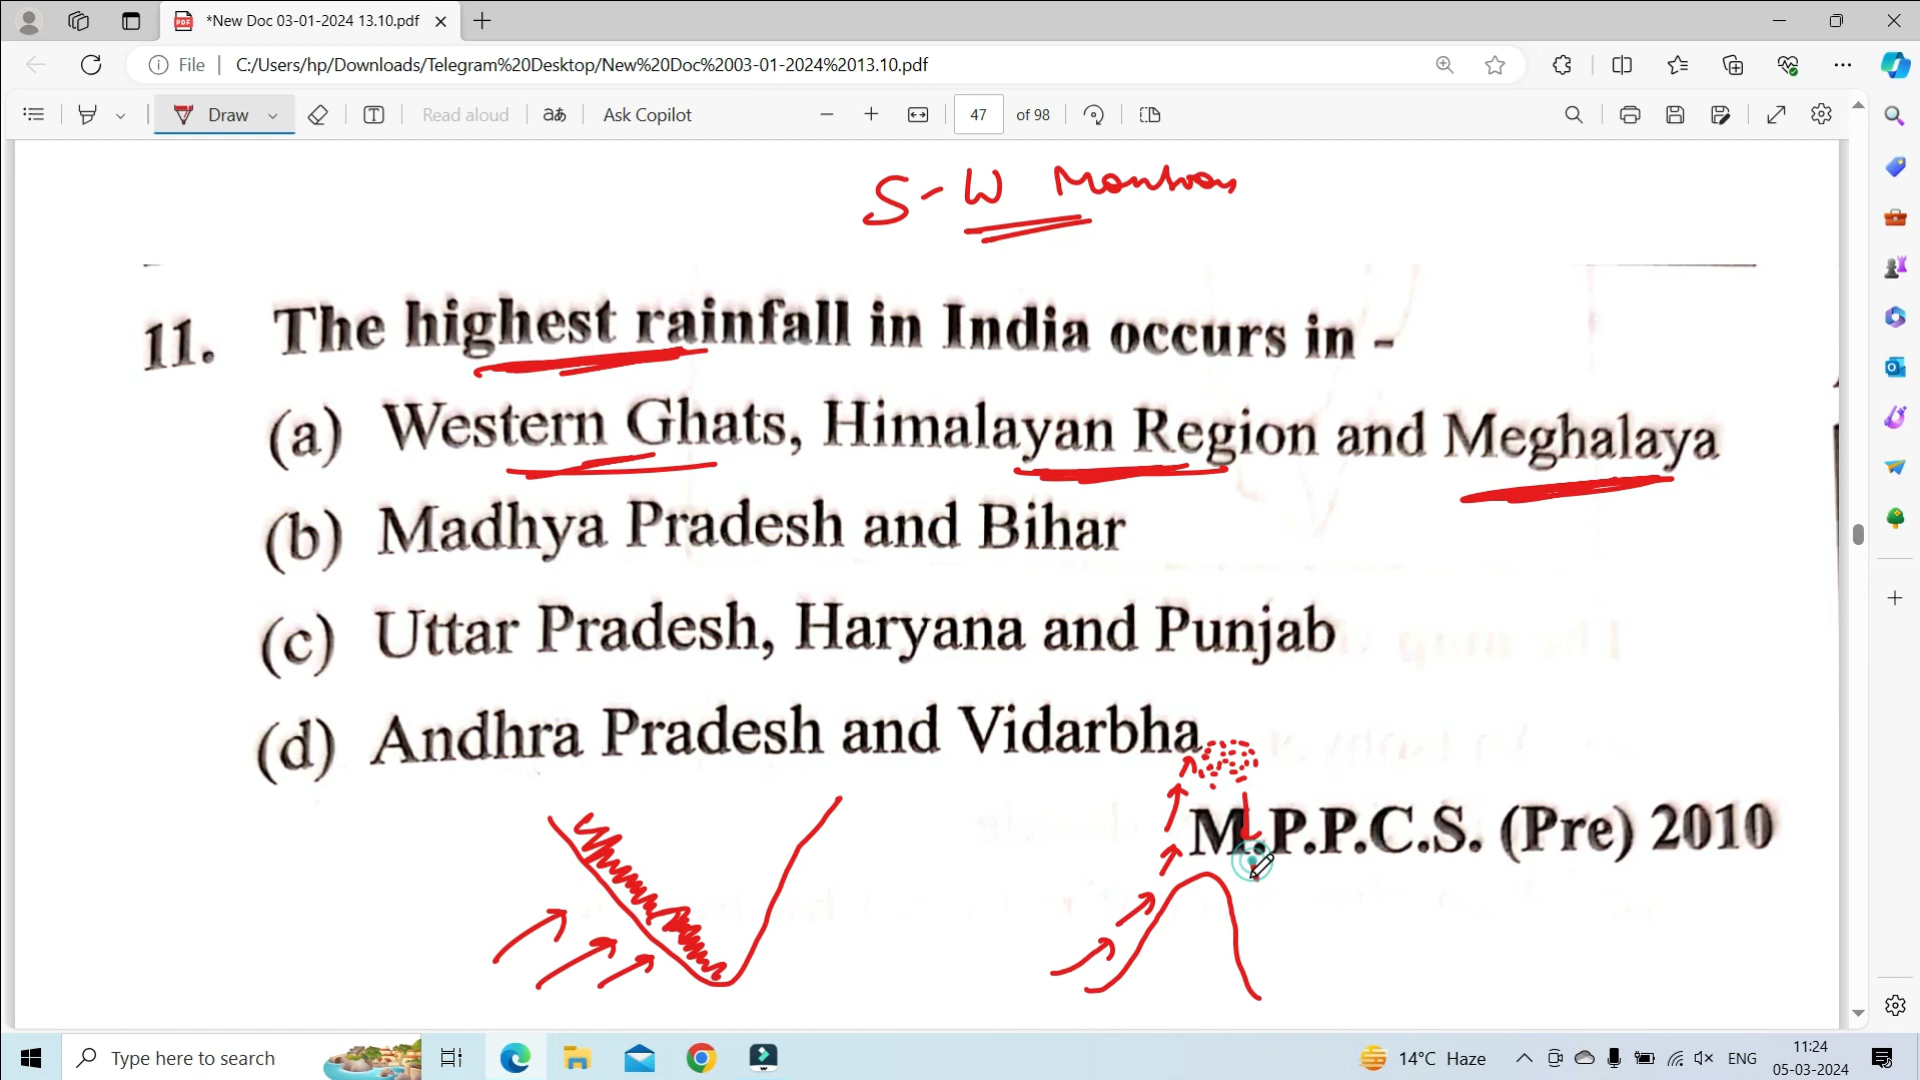 *New Doc 03-01-2024 13.10.pdf
File C:/Users/hp/Downloads/Telegram%20Desktop/New%20Doc%2003-01-2024%2013.10.pdf
Draw Read aloud aあ Ask Copilot 47 of 98
S-W Monsoon
11. The highest rainfall in India occurs in -
(a) Western Ghats, Himalayan Region and Meghalaya
(b) Madhya Pradesh and Bihar
(c) Uttar Pradesh, Haryana and Punjab
(d) Andhra Pradesh and Vidarbha
M.P.P.C.S. (Pre) 2010
Type here to search 14°C Haze ENG 11:24
05-03-2024